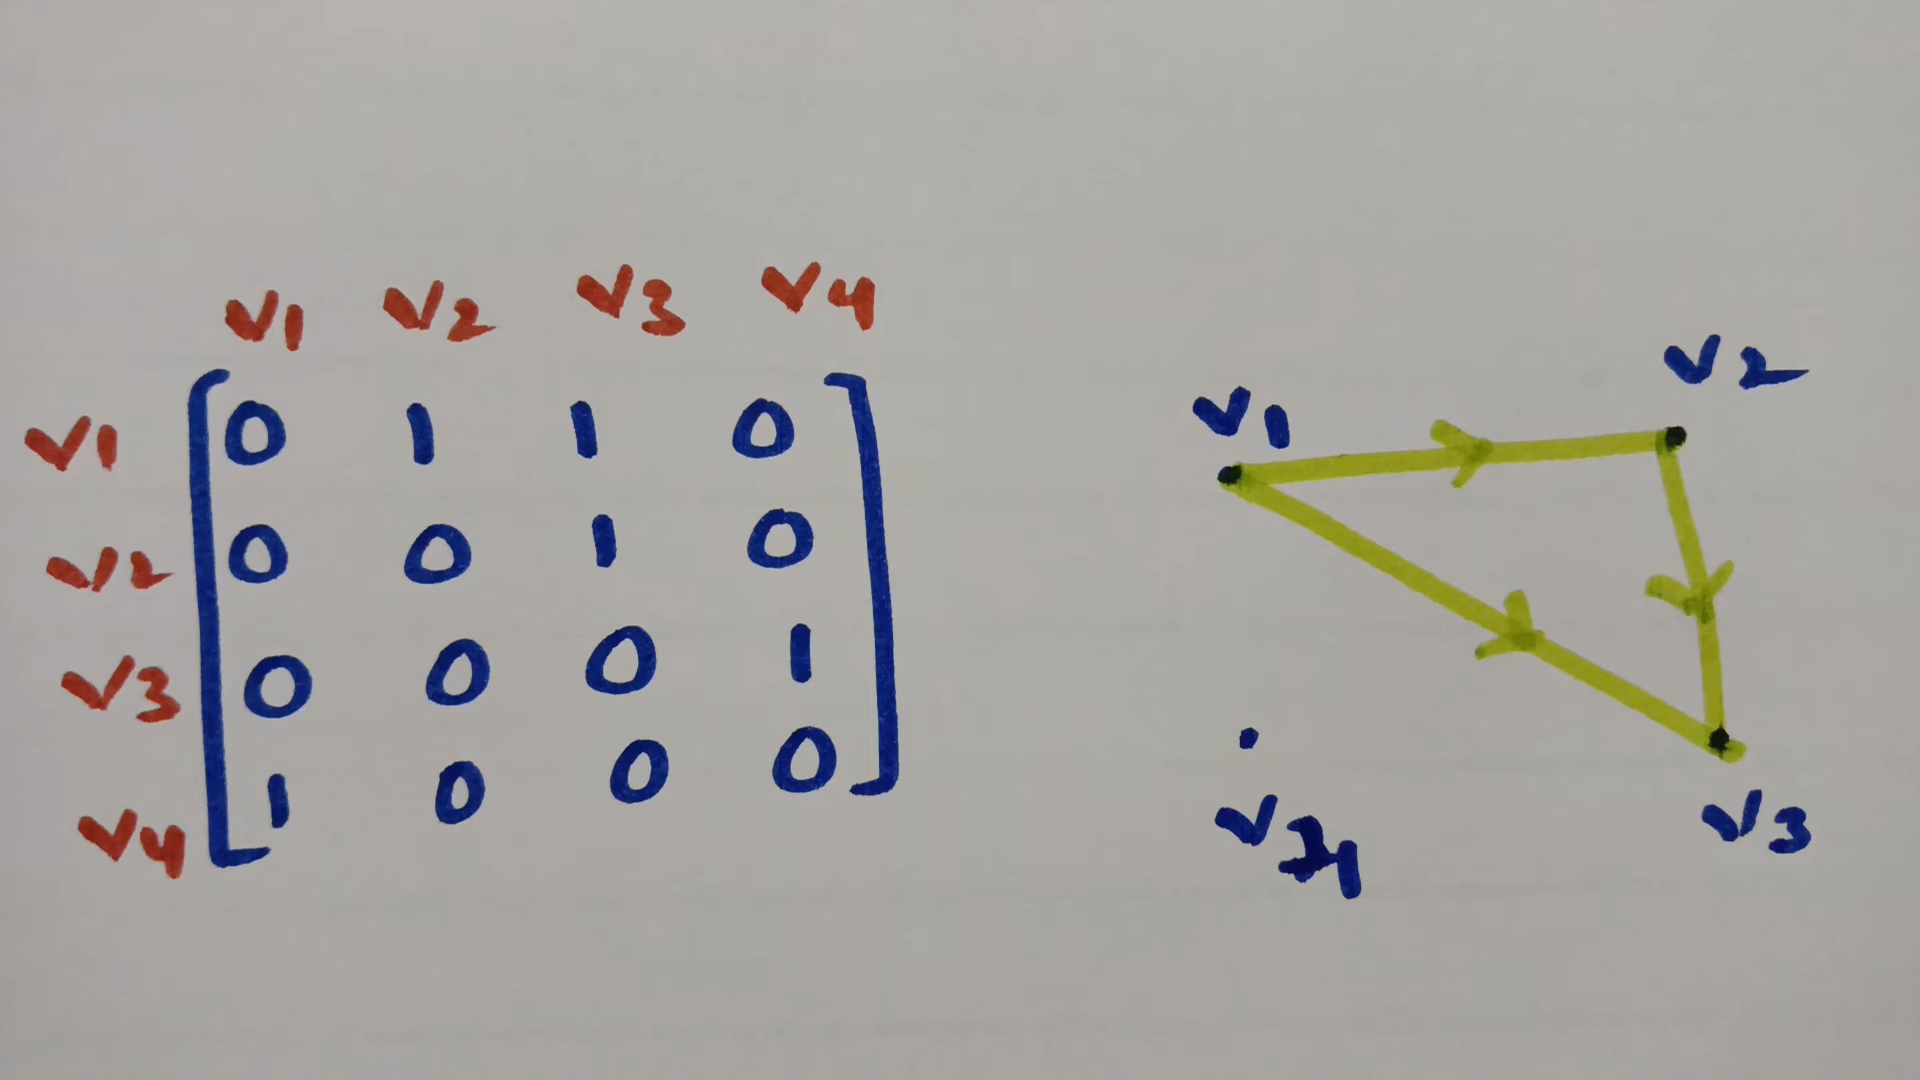 v1 v2 v3 v4
v1 0 1 1 0
v2 0 0 1 0
v3 0 0 0 1
v4 1 0 0 0
v1
v2
v3